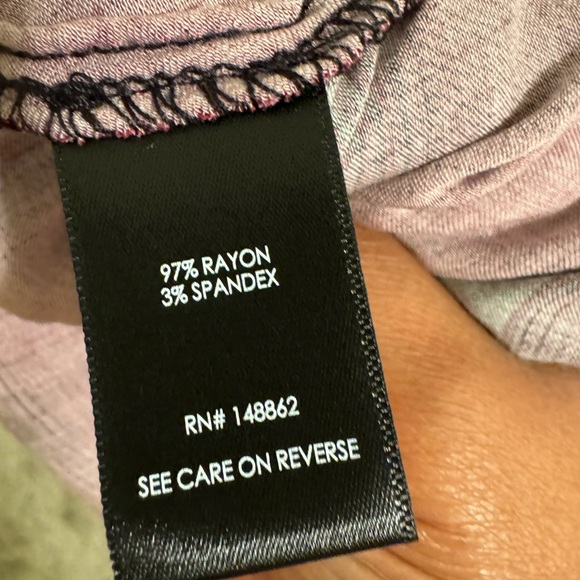 97% RAYON
3% SPANDEX
RN# 148862
SEE CARE ON REVERSE